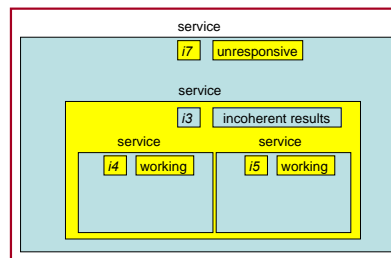 service
i7 unresponsive
service
i3 incoherent results
service service
i4 working i5 working